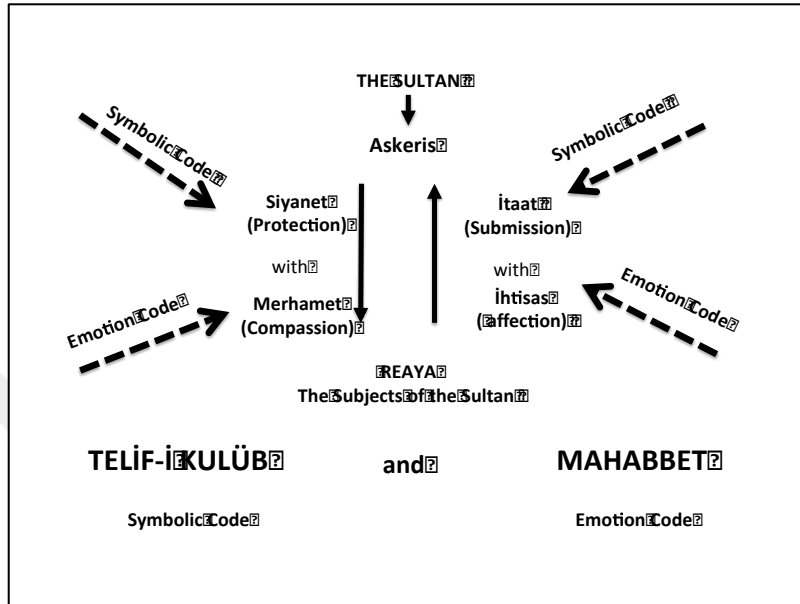 THE SULTAN
Symbolic Code
Symbolic Code
Askeris
Siyanet
(Protection)
İtaat
(Submission)
with
with
Emotion Code
Emotion Code
Merhamet
(Compassion)
İhtisas
( affection)
REAYA
The Subjects of the Sultan
TELİF-İ KULÜB
and
MAHABBET
Symbolic Code
Emotion Code